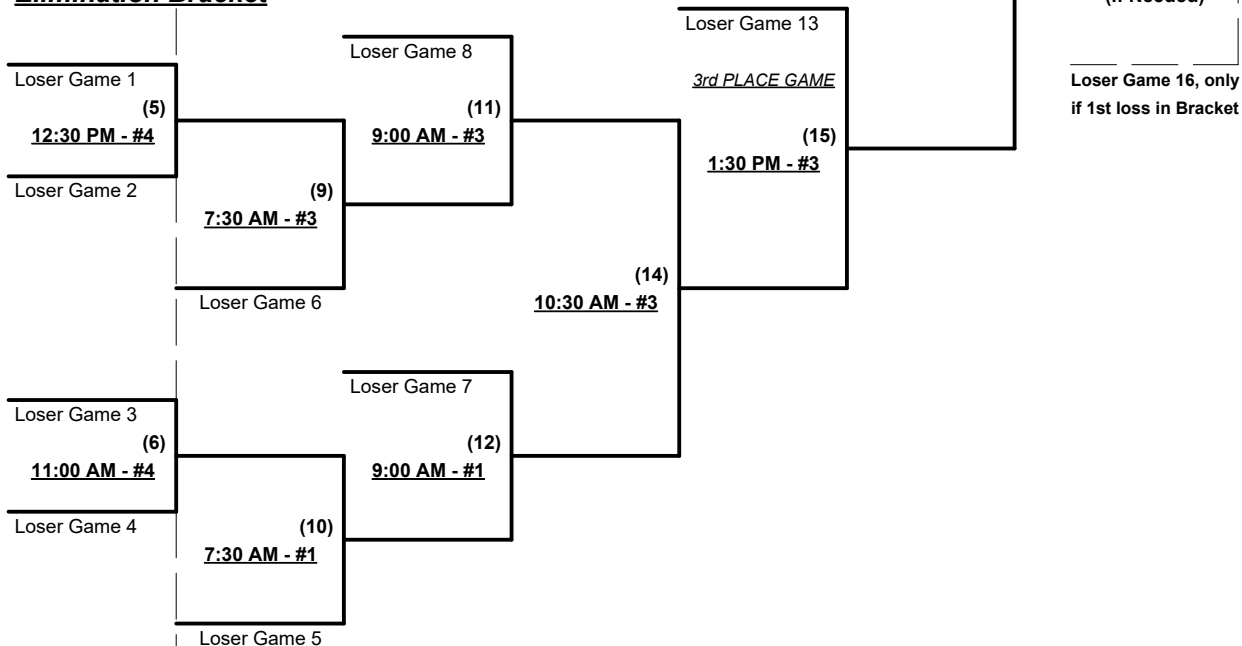 Elimination Bracket
(If Needed)
Loser Game 13
Loser Game 8
Loser Game 1
3rd PLACE GAME
Loser Game 16, only
if 1st loss in Bracket
(5)
12:30 PM - #4
(11)
9:00 AM - #3
(15)
1:30 PM - #3
Loser Game 2
(9)
7:30 AM - #3
(14)
10:30 AM - #3
Loser Game 6
Loser Game 7
Loser Game 3
(6)
11:00 AM - #4
(12)
9:00 AM - #1
Loser Game 4
(10)
7:30 AM - #1
Loser Game 5